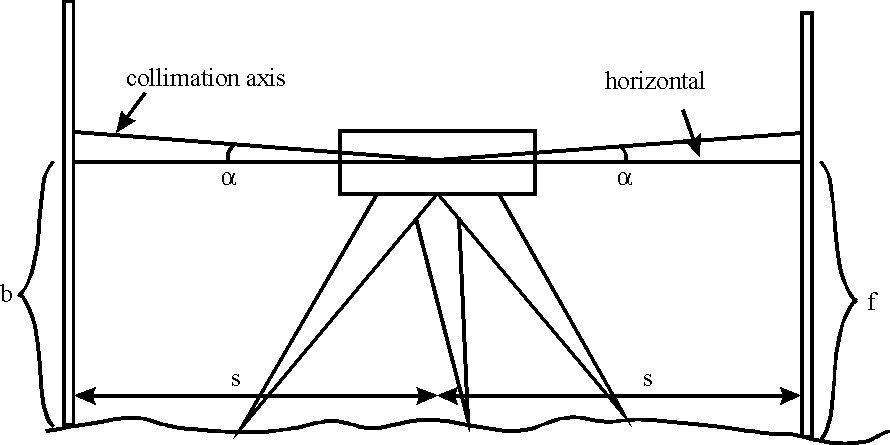 collimation axis
horizontal
α
α
b
f
s
s